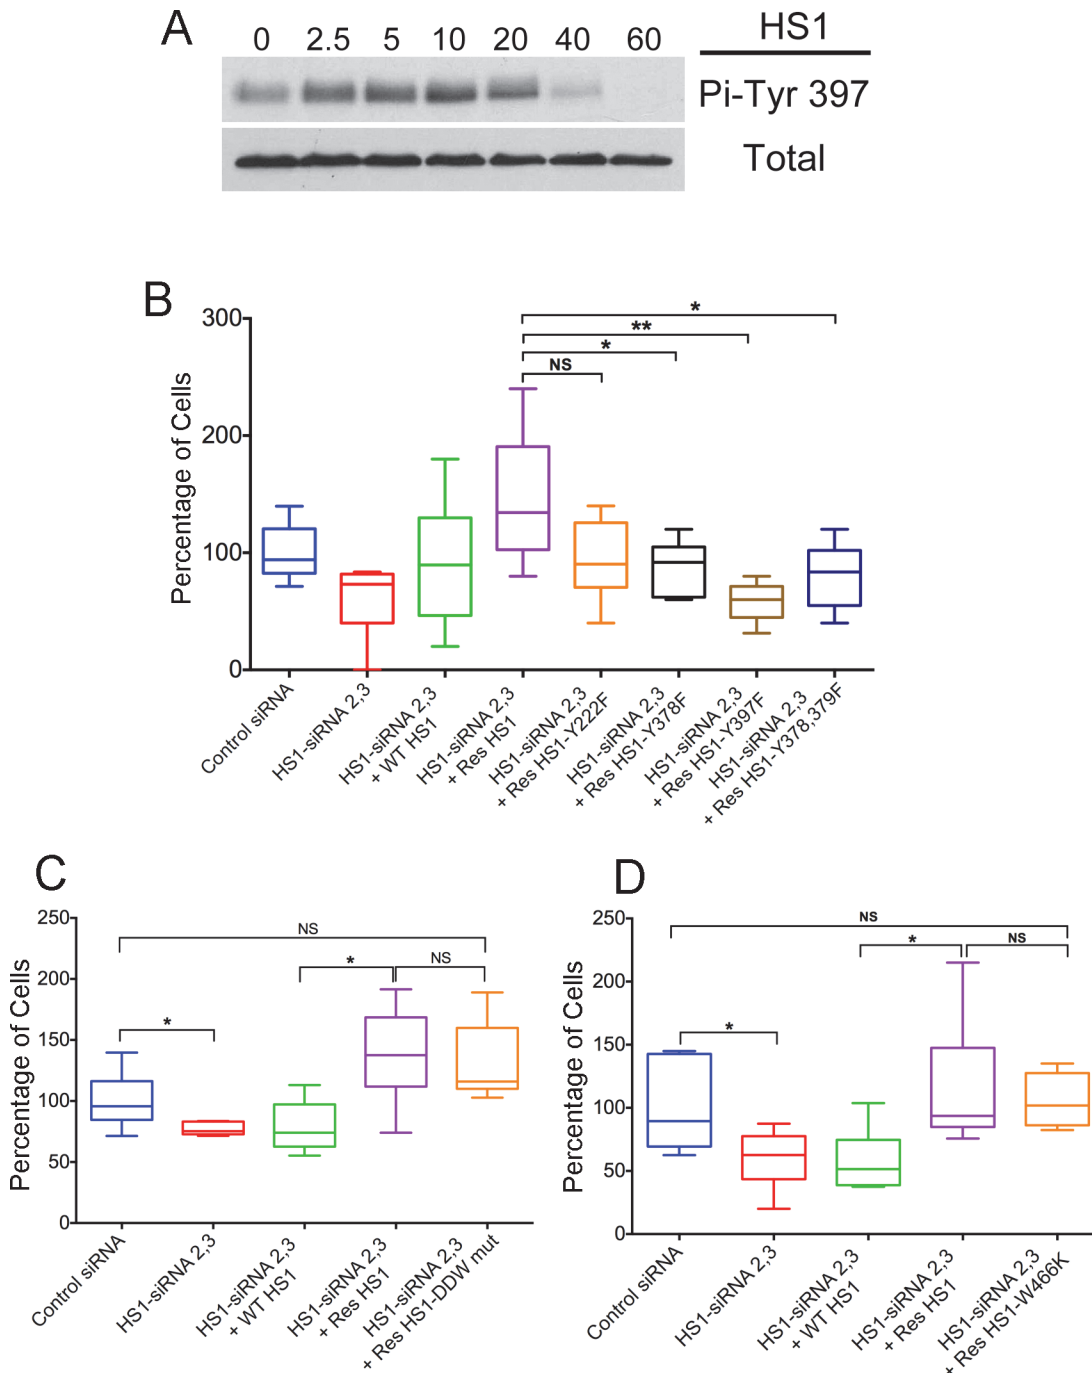 A
0 2.5 5 10 20 40 60
HS1
Pi-Tyr 397
Total
B
Percentage of Cells
300
200
100
0
*
**
*
NS
Control siRNA
HS1-siRNA 2,3
HS1-siRNA 2,3
+ WT HS1
HS1-siRNA 2,3
+ Res HS1
HS1-siRNA 2,3
+ Res HS1-Y222F
HS1-siRNA 2,3
+ Res HS1-Y378F
HS1-siRNA 2,3
+ Res HS1-Y397F
HS1-siRNA 2,3
+ Res HS1-Y378,379F
C
Percentage of Cells
250
200
150
100
50
0
NS
*
NS
*
Control siRNA
HS1-siRNA 2,3
HS1-siRNA 2,3
+ WT HS1
HS1-siRNA 2,3
+ Res HS1
HS1-siRNA 2,3
+ Res HS1-DDW mut
D
Percentage of Cells
250
200
150
100
50
0
NS
*
NS
*
Control siRNA
HS1-siRNA 2,3
HS1-siRNA 2,3
+ WT HS1
HS1-siRNA 2,3
+ Res HS1
HS1-siRNA 2,3
+ Res HS1-W466K